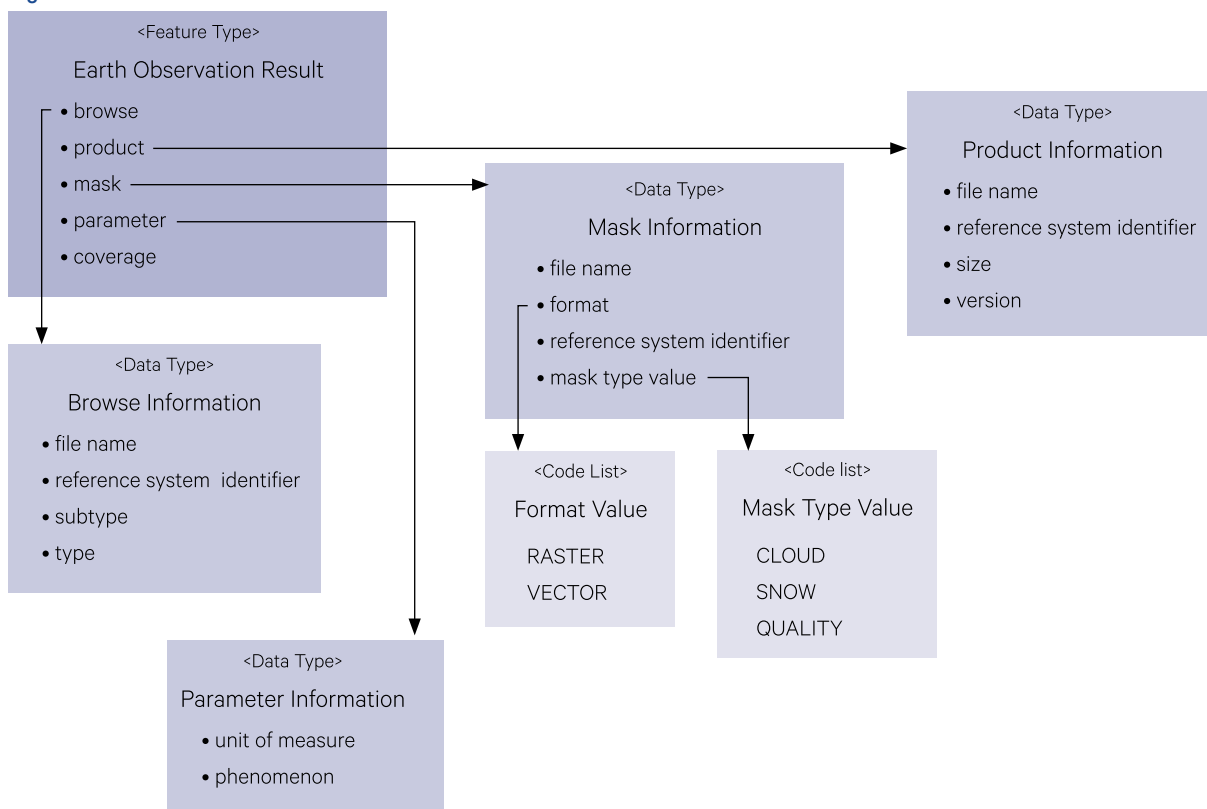 <Feature Type>
Earth Observation Result
• browse
• product
• mask
• parameter
• coverage
<Data Type>
Product Information
• file name
• reference system identifier
• size
• version
<Data Type>
Mask Information
• file name
• format
• reference system identifier
• mask type value
<Data Type>
Browse Information
• file name
• reference system identifier
• subtype
• type
<Code List>
Format Value
RASTER
VECTOR
<Code list>
Mask Type Value
CLOUD
SNOW
QUALITY
<Data Type>
Parameter Information
• unit of measure
• phenomenon